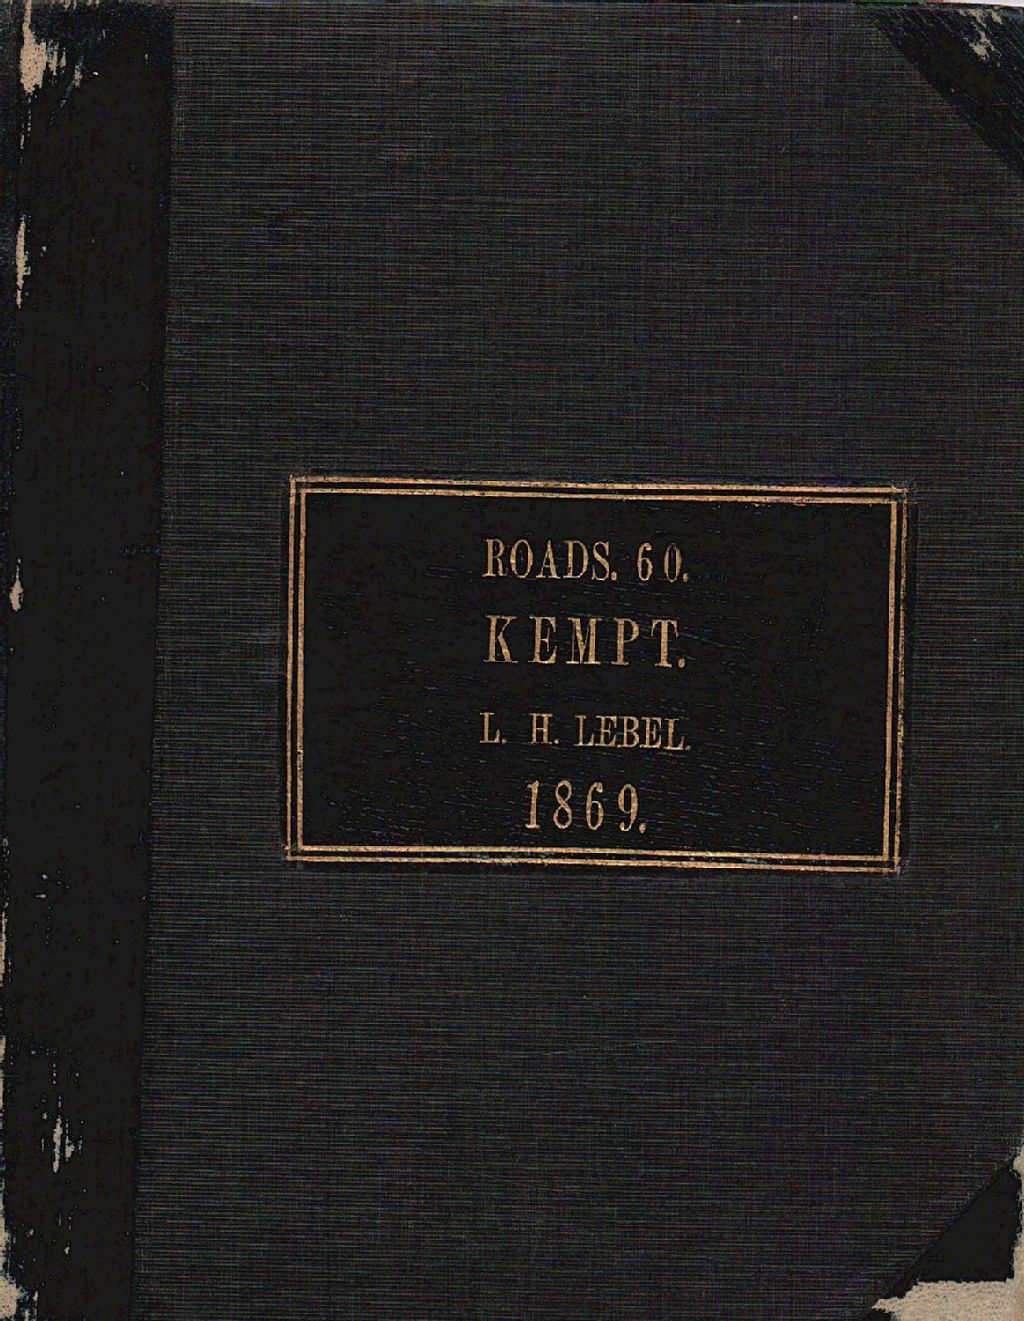 ROADS. 60.
KEMPT.
L. H. LEBEL.
1869.